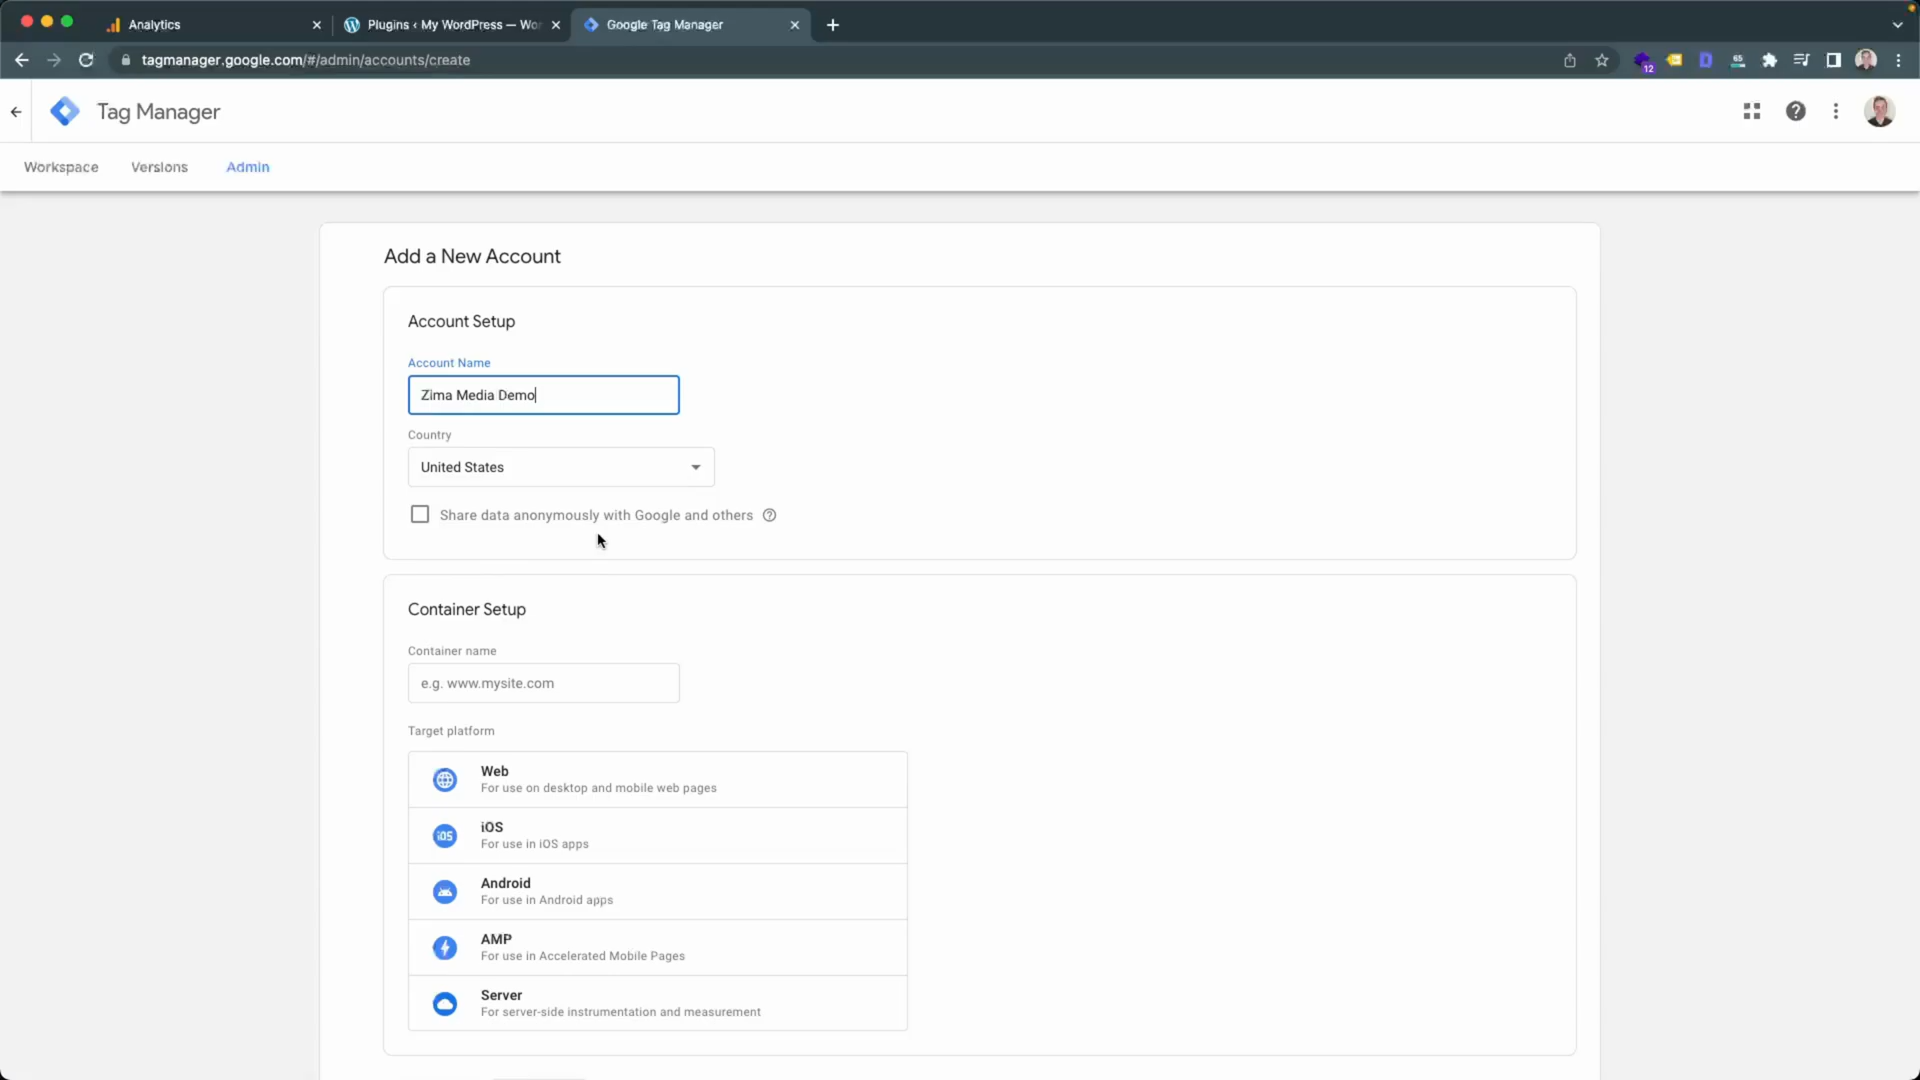 Analytics
Plugins ‹ My WordPress — Wor
Google Tag Manager
tagmanager.google.com/#/admin/accounts/create
12
65
Tag Manager
Workspace
Versions
Admin
Add a New Account
Account Setup
Account Name
Zima Media Demo
Country
United States
Share data anonymously with Google and others
Container Setup
Container name
e.g. www.mysite.com
Target platform
Web
For use on desktop and mobile web pages
iOS
iOS
For use in iOS apps
Android
For use in Android apps
AMP
For use in Accelerated Mobile Pages
Server
For server-side instrumentation and measurement